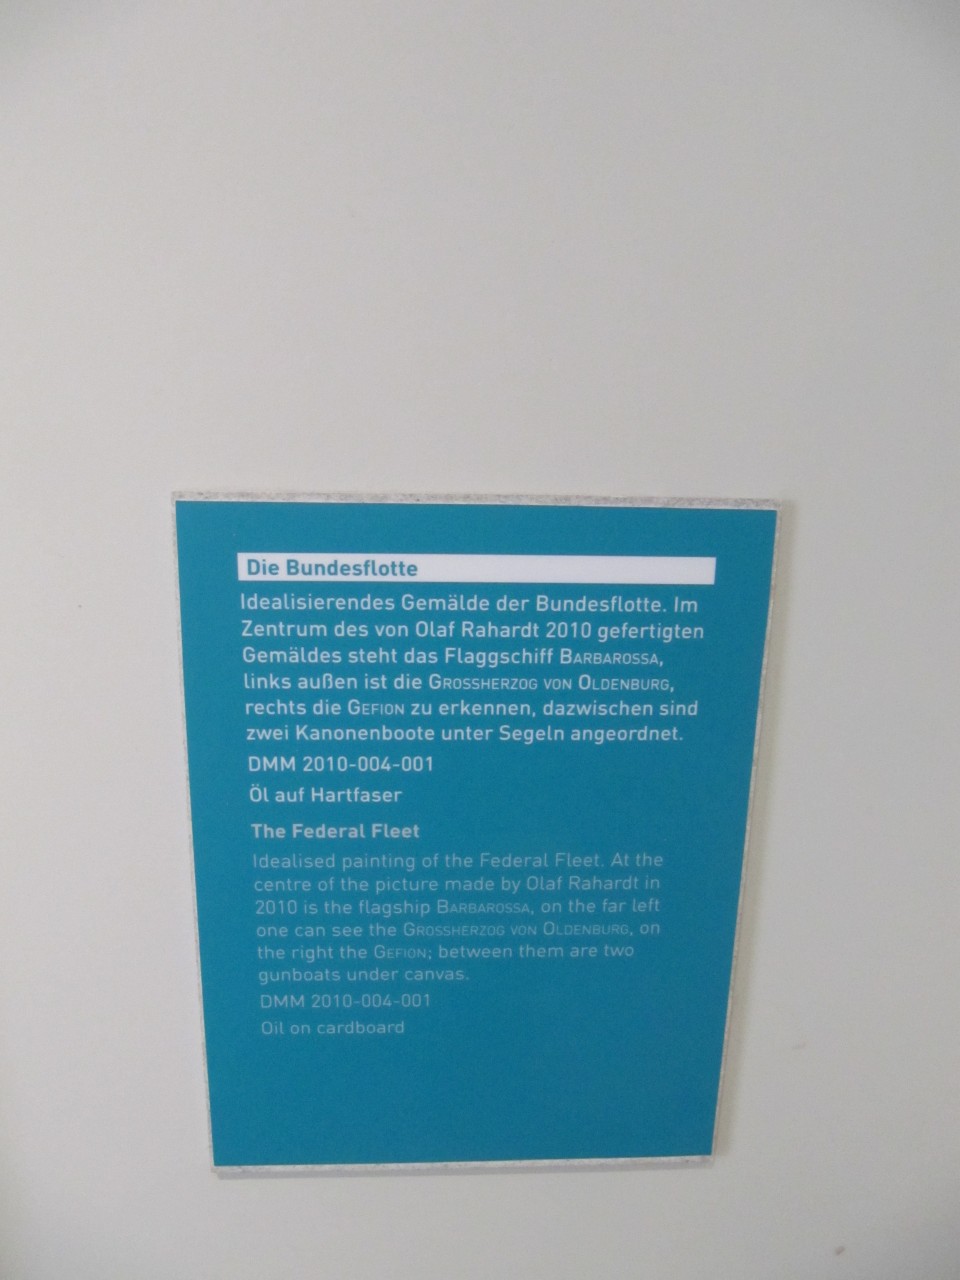 Die Bundesflotte
Idealisierendes Gemälde der Bundesflotte. Im
Zentrum des von Olaf Rahardt 2010 gefertigten
Gemäldes steht das Flaggschiff BARBAROSSA,
links außen ist die GROSSHERZOG VON OLDENBURG,
rechts die GEFION zu erkennen, dazwischen sind
zwei Kanonenboote unter Segeln angeordnet.
DMM 2010-004-001
Öl auf Hartfaser
The Federal Fleet
Idealised painting of the Federal Fleet. At the
centre of the picture made by Olaf Rahardt in
2010 is the flagship BARBAROSSA, on the far left
one can see the GROSSHERZOG VON OLDENBURG, on
the right the GEFION; between them are two
gunboats under canvas.
DMM 2010-004-001
Oil on cardboard